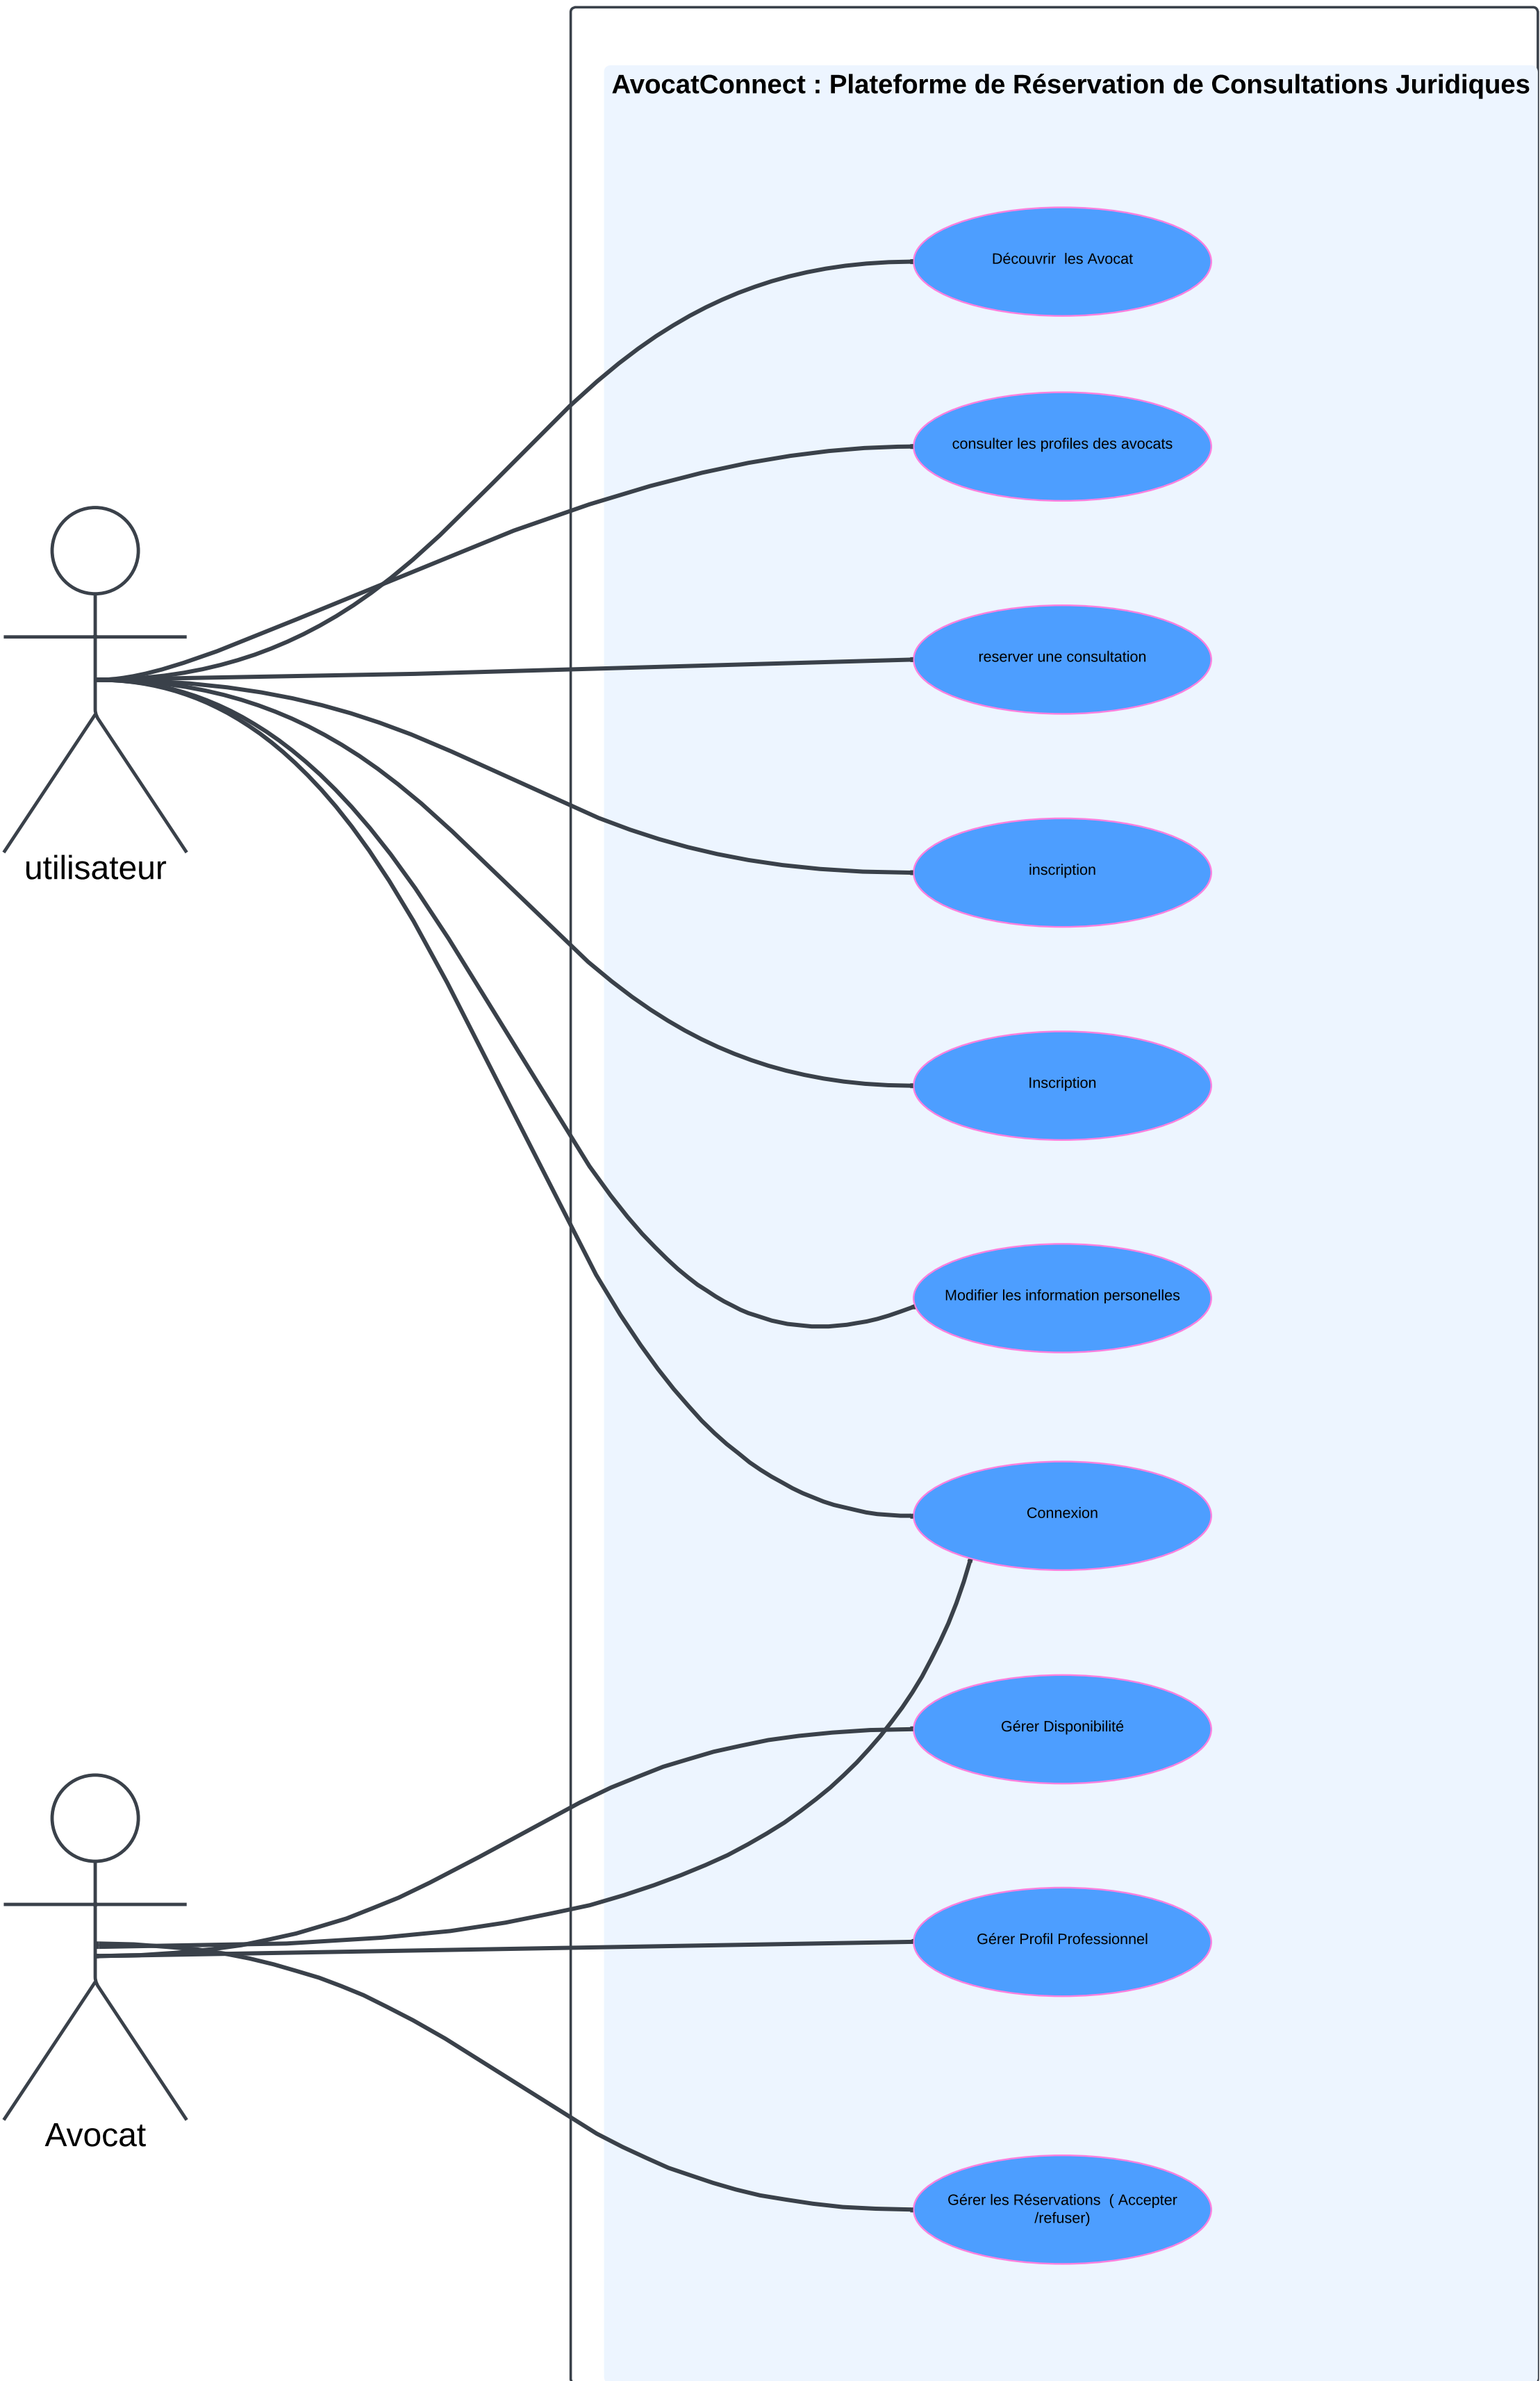 AvocatConnect : Plateforme de Réservation de Consultations Juridiques
Découvrir  les Avocat
consulter les profiles des avocats
reserver une consultation
utilisateur
inscription
Inscription
Modifier les information personelles
Connexion
Gérer Disponibilité
Gérer Profil Professionnel
Avocat
Gérer les Réservations  ( Accepter
/refuser)